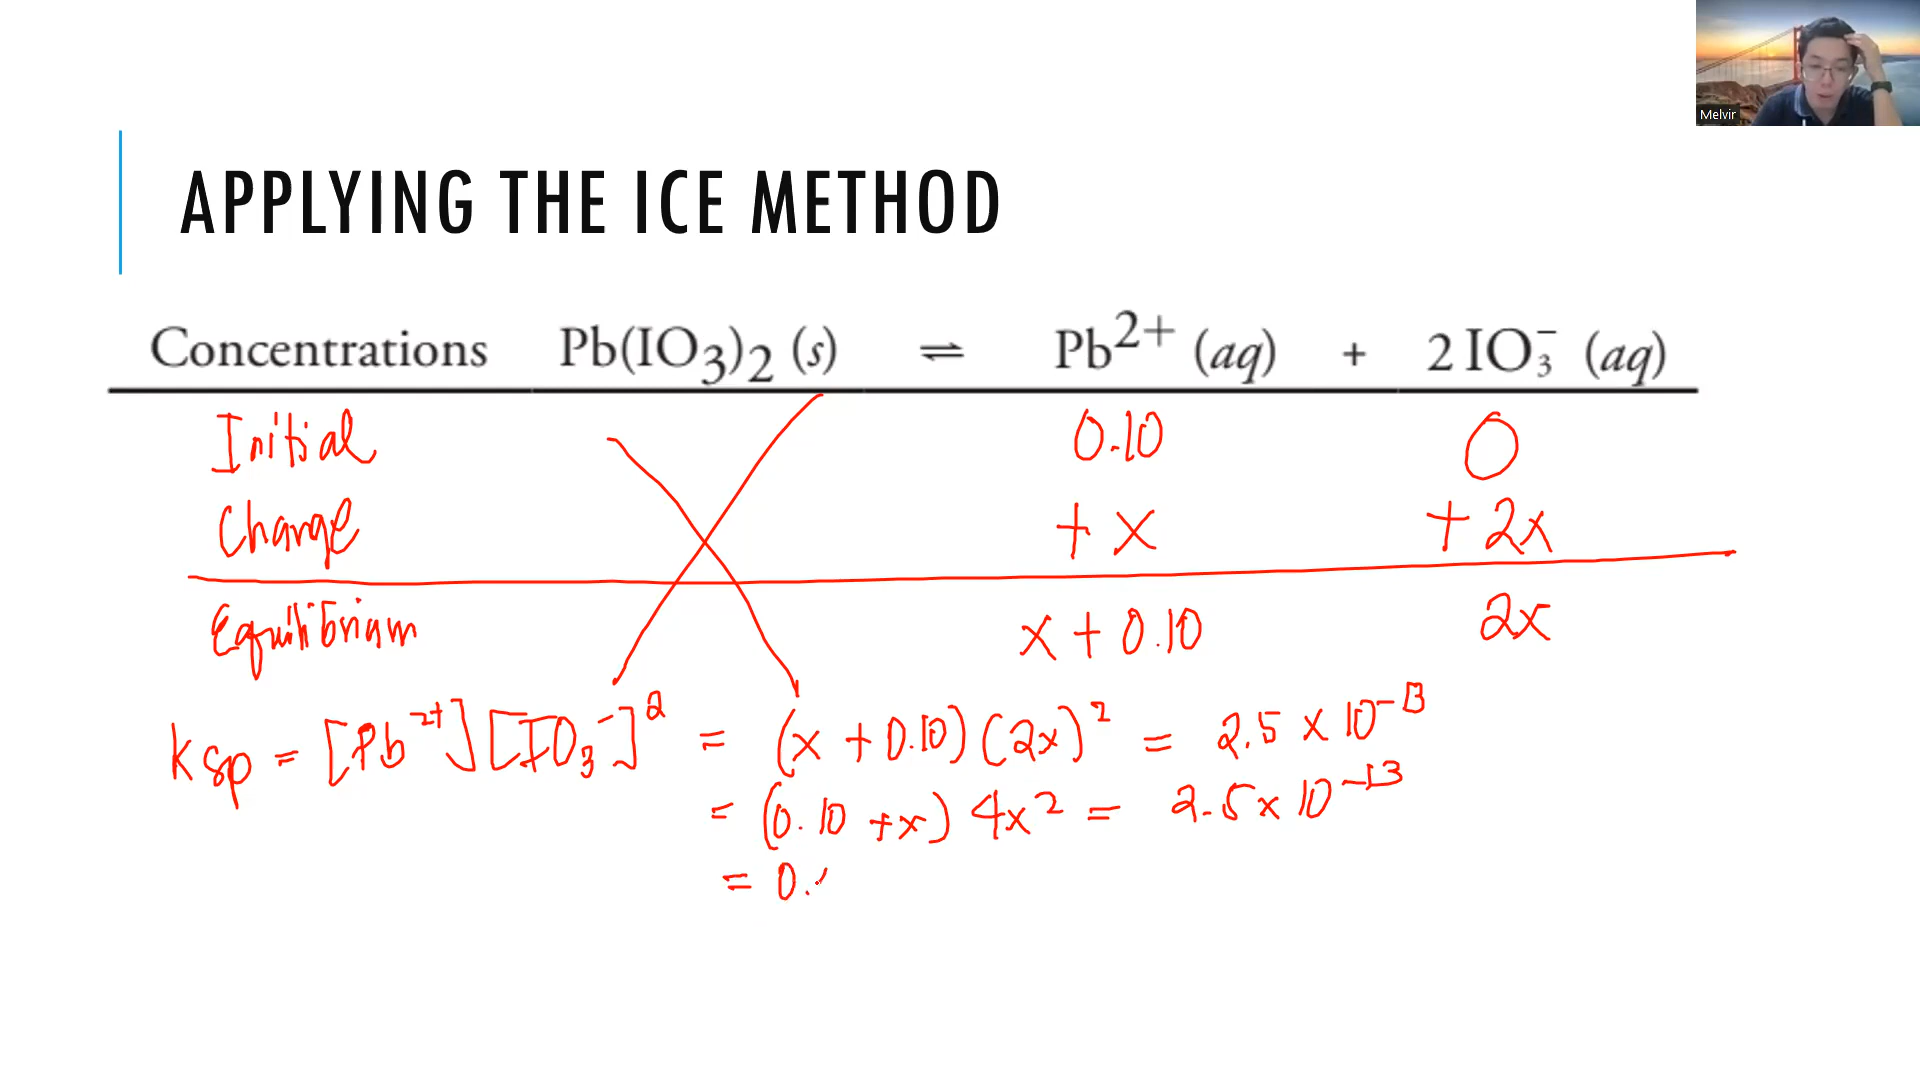 Melvir
APPLYING THE ICE METHOD
Concentrations Pb(IO₃)₂ (s) ⇌ Pb²⁺ (aq) + 2 IO₃⁻ (aq)
Initial 0.10 0
Change + x + 2x
Equilibrium x + 0.10 2x
Ksp = [Pb²⁺][IO₃⁻]² = (x + 0.10)(2x)² = 2.5 x 10⁻¹³
= (0.10 + x) 4x² = 2.5 x 10⁻¹³
= 0.